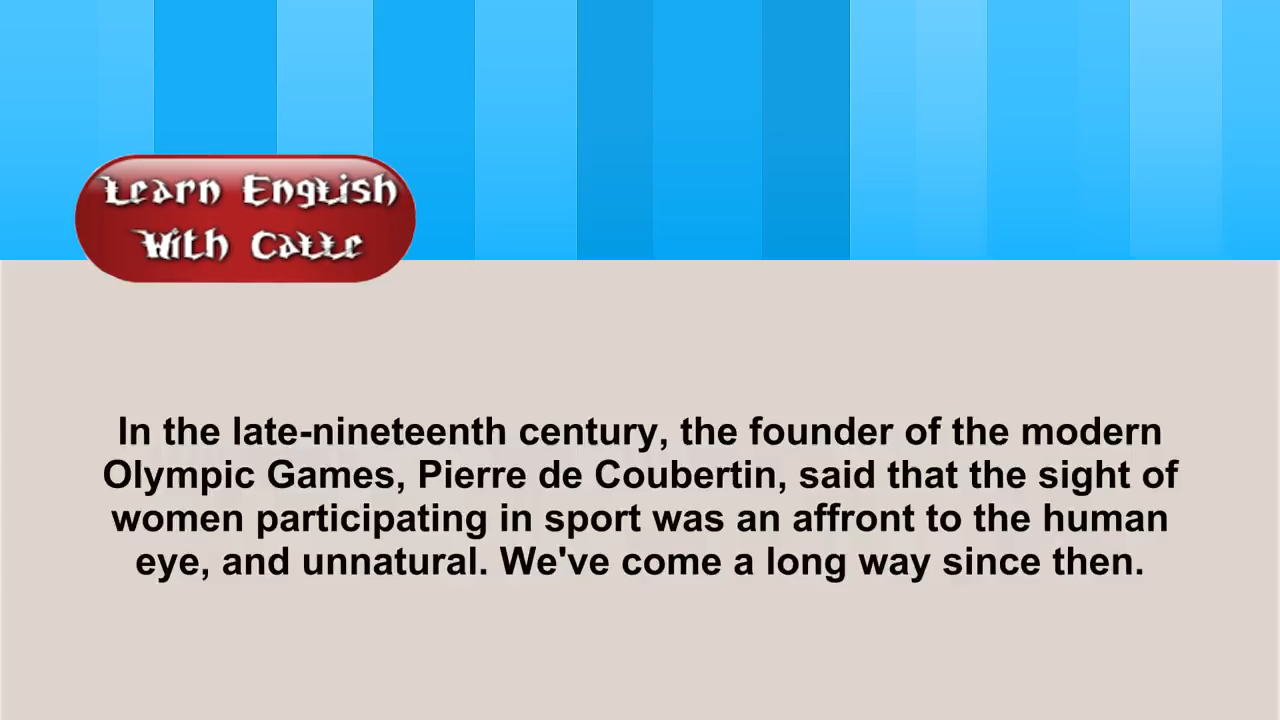 Learn English
With Calle
In the late-nineteenth century, the founder of the modern
Olympic Games, Pierre de Coubertin, said that the sight of
women participating in sport was an affront to the human
eye, and unnatural. We've come a long way since then.